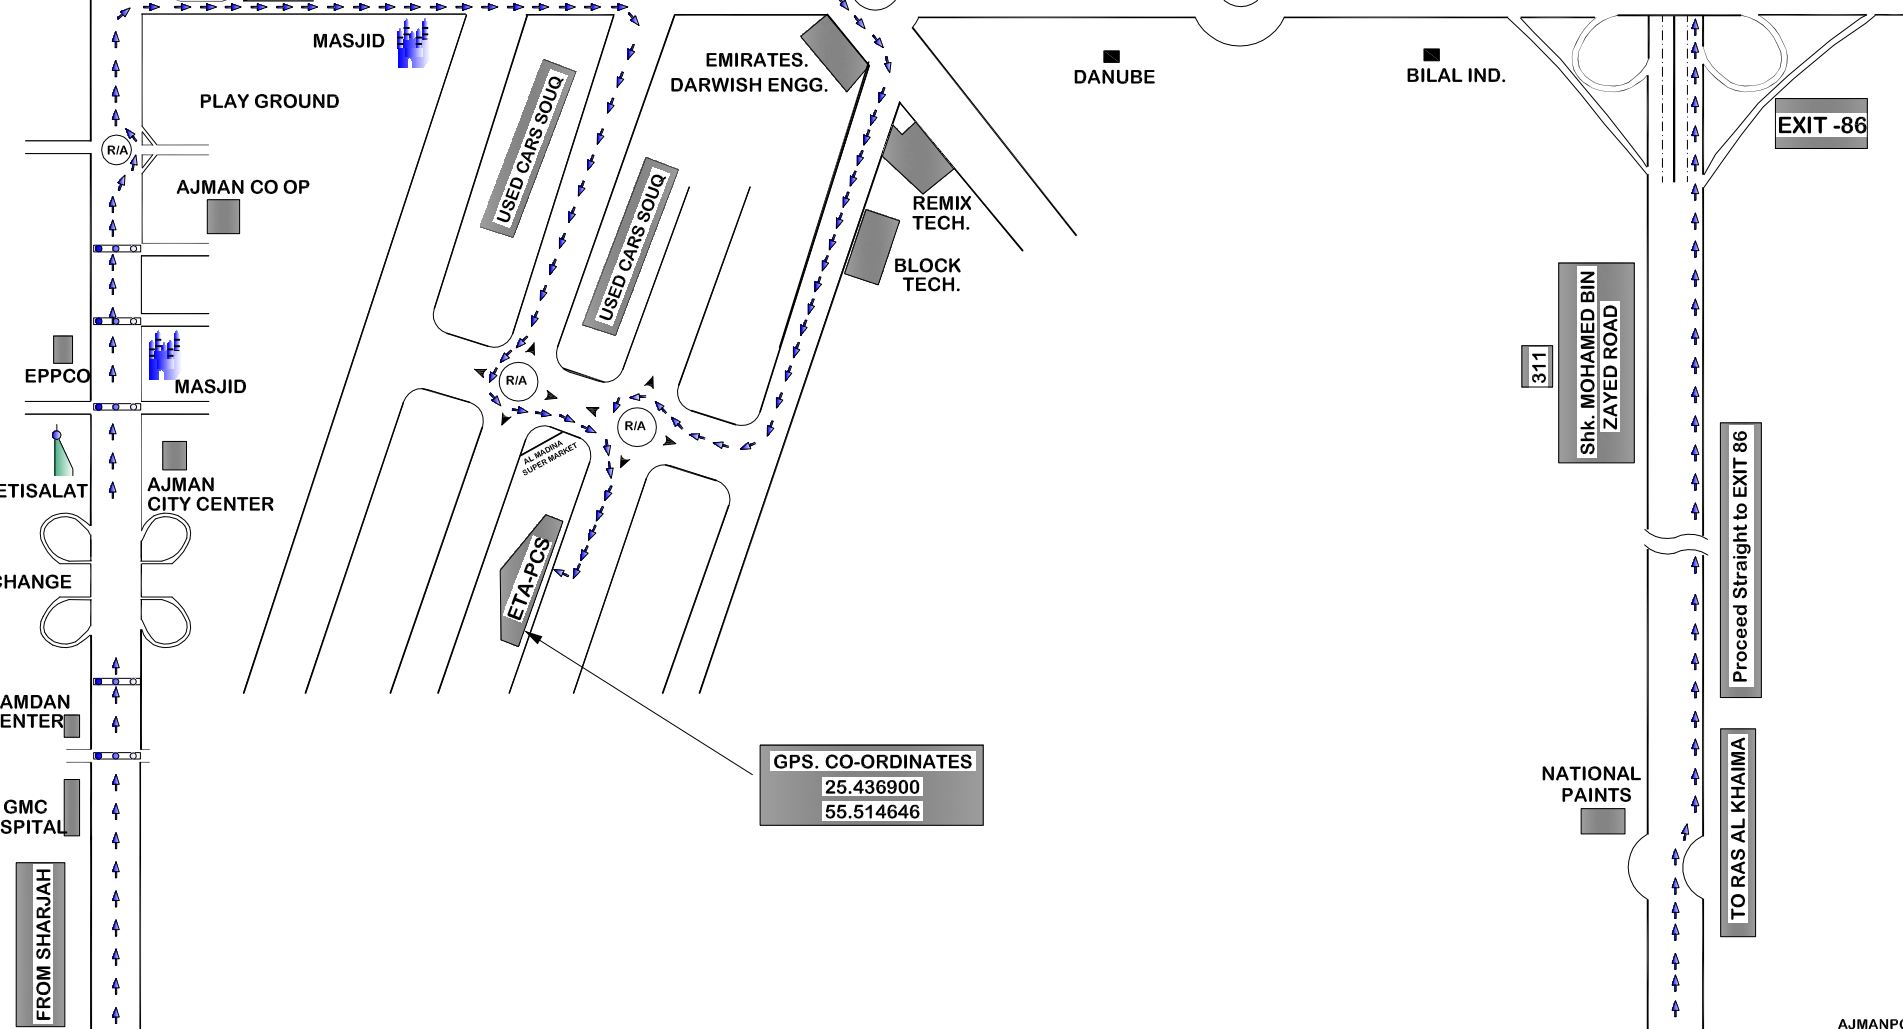 MASJID
PLAY GROUND
R/A
AJMAN CO OP
EPPCO
MASJID
ETISALAT
AJMAN
CITY CENTER
CHANGE
AMDAN
ENTER
GMC
SPITAL
FROM SHARJAH
USED CARS SOUQ
USED CARS SOUQ
EMIRATES.
DARWISH ENGG.
REMIX
TECH.
BLOCK
TECH.
R/A
R/A
AL MADINA
SUPER MARKET
ETA-PCS
GPS. CO-ORDINATES
25.436900
55.514646
DANUBE
BILAL IND.
EXIT -86
311
Shk. MOHAMED BIN
ZAYED ROAD
Proceed Straight to EXIT 86
NATIONAL
PAINTS
TO RAS AL KHAIMA
AJMANPC